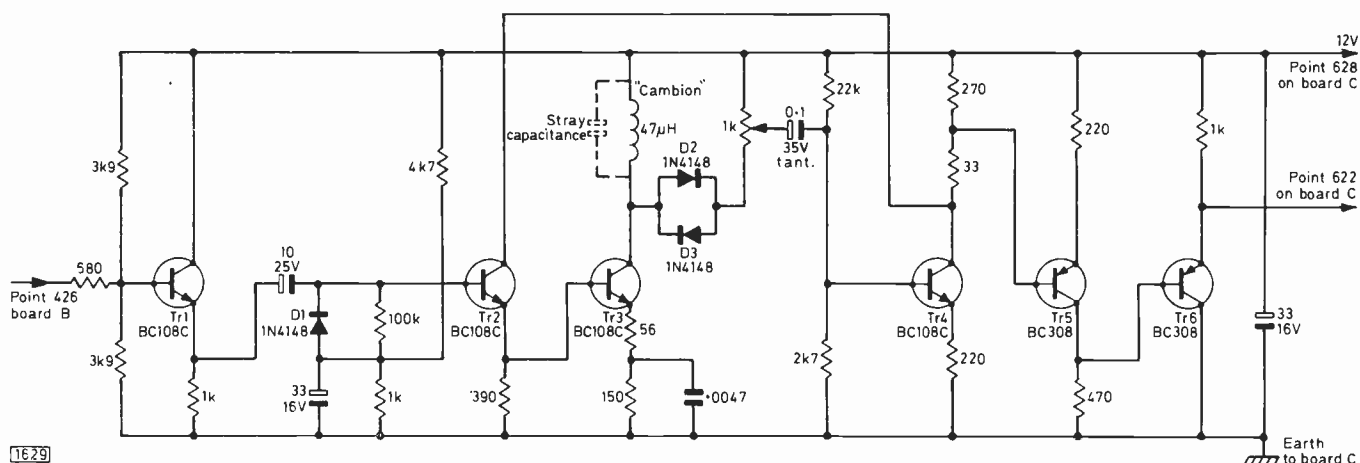 12V
Point 628
on board C
"Cambion"
Stray
capacitance
47µH
3k9
4k7
D2
1N4148
1k
0·1
35V
tant.
22k
270
33
220
1k
Point 622
on board C
D3
1N4148
580
Point 426
board B
Tr1
BC108C
10
25V
D1
1N4148
100k
Tr2
BC108C
Tr3
BC108C
56
Tr4
BC108C
Tr5
BC308
Tr6
BC308
33
16V
3k9
1k
33
16V
1k
390
150
·0047
2k7
220
470
1629
Earth
to board C